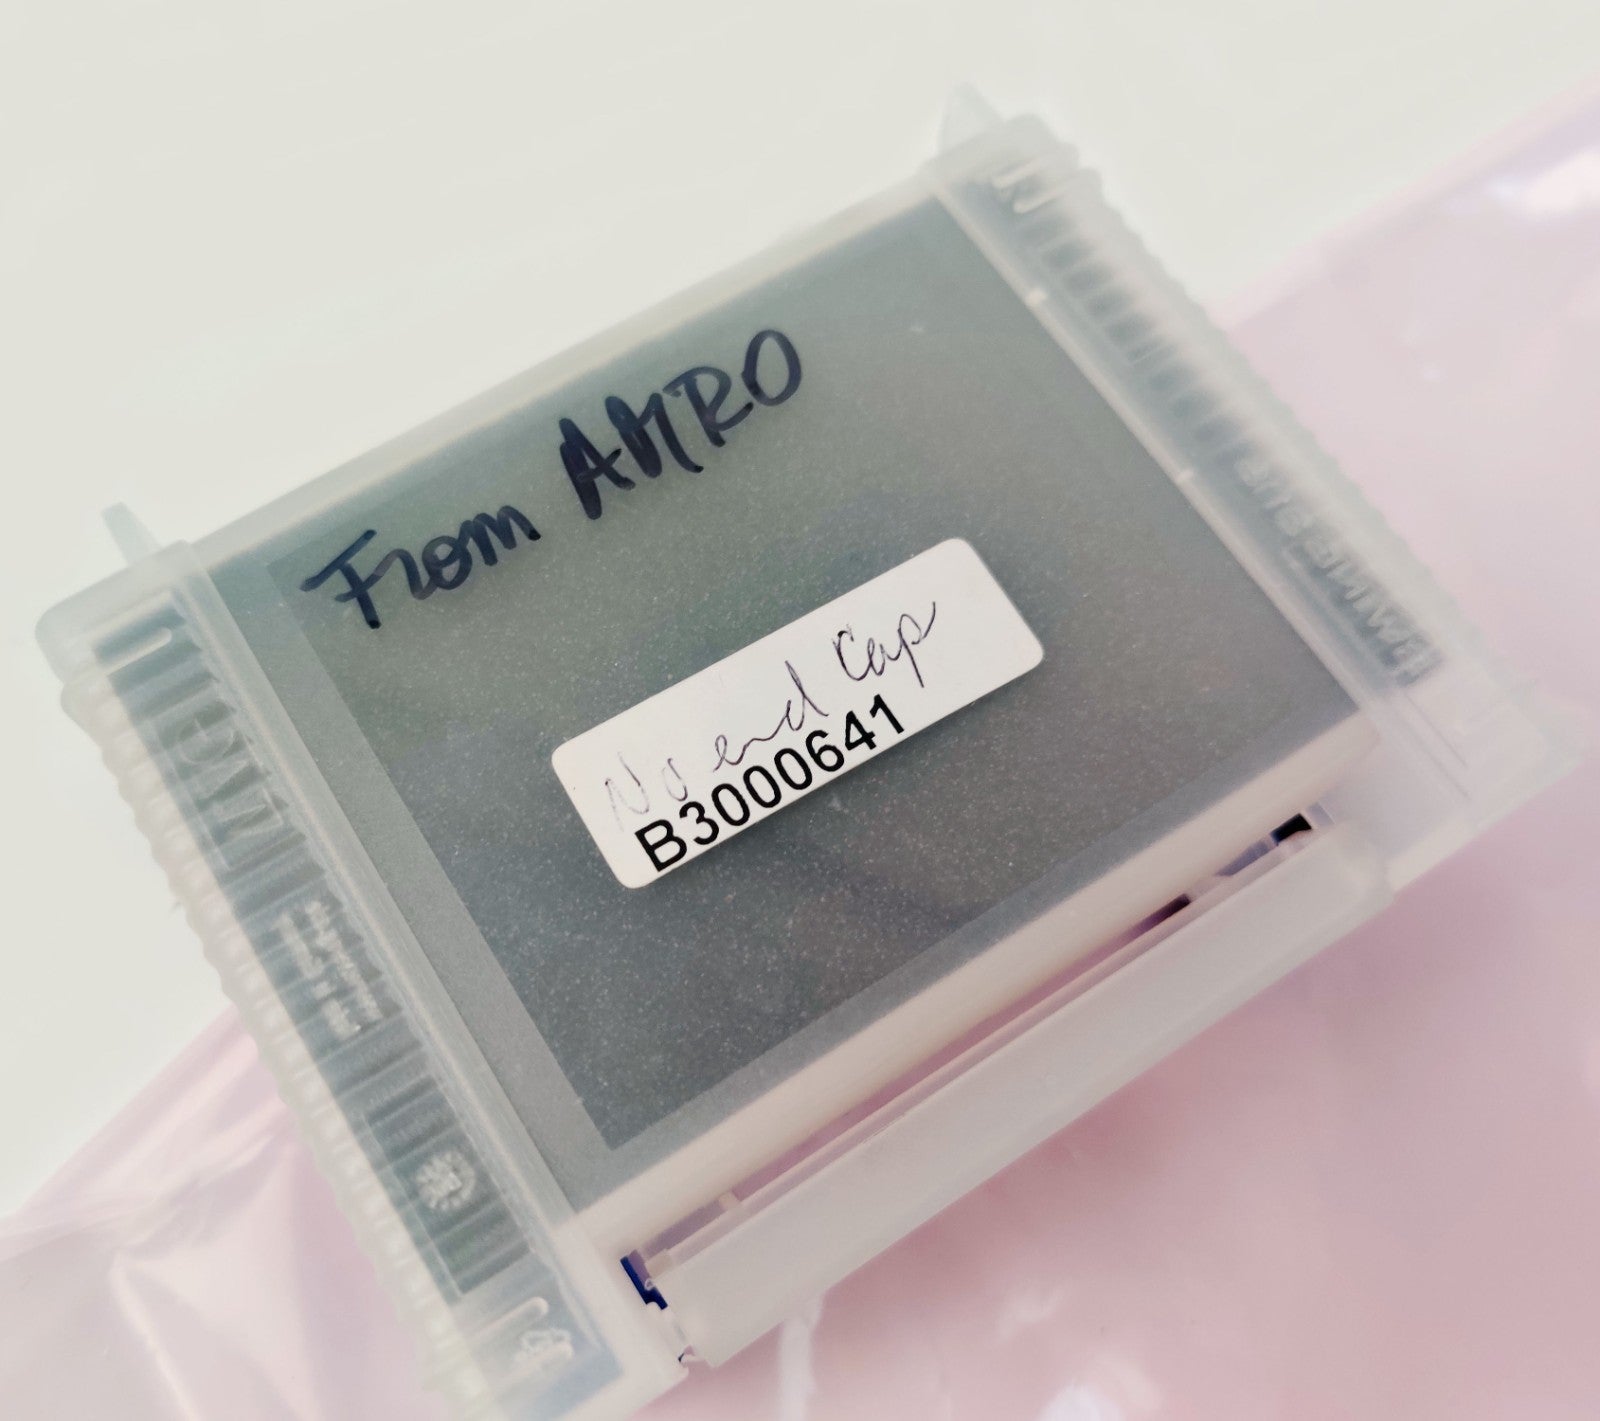 From AMRO
No end Cap
B3000641